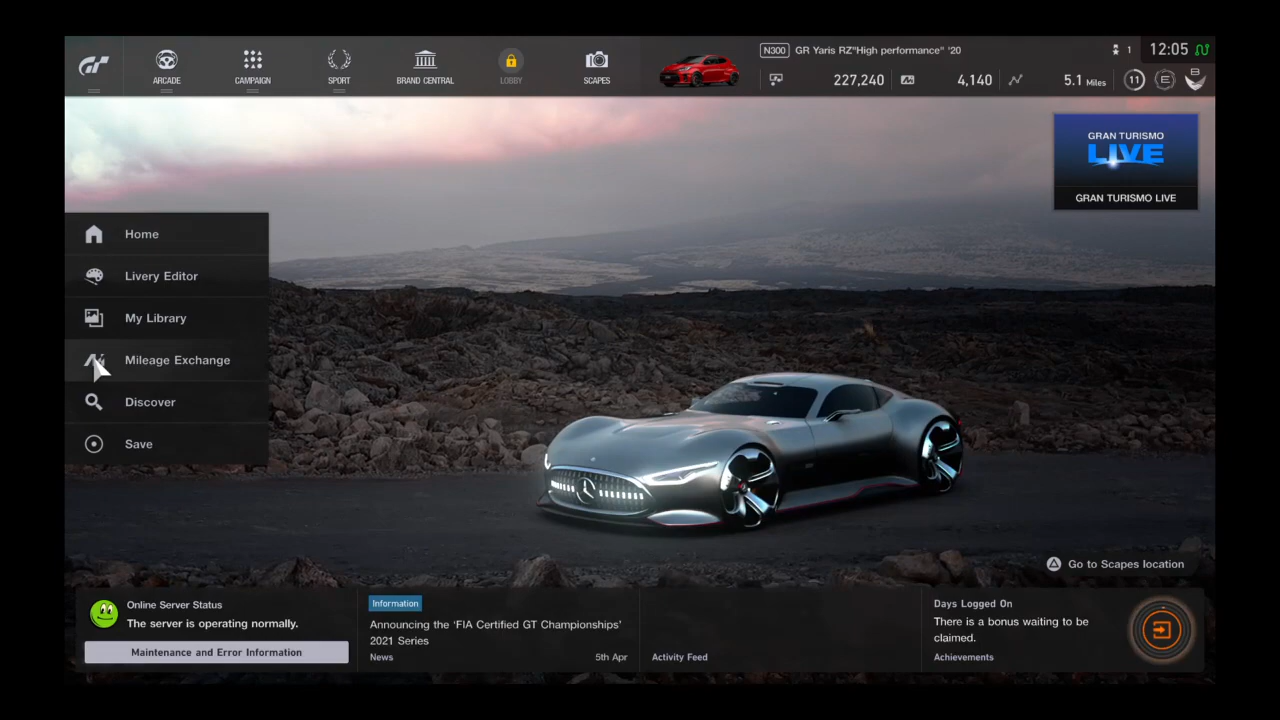 GT
ARCADE
CAMPAIGN
SPORT
BRAND CENTRAL
LOBBY
SCAPES
N300 GR Yaris RZ"High performance" '20
1
12:05
227,240
4,140
5.1 Miles
11
E
B
GRAN TURISMO
LIVE
GRAN TURISMO LIVE
Home
Livery Editor
My Library
Mileage Exchange
Discover
Save
Go to Scapes location
Online Server Status
The server is operating normally.
Maintenance and Error Information
Information
Announcing the 'FIA Certified GT Championships'
2021 Series
News 5th Apr
Activity Feed
Days Logged On
There is a bonus waiting to be
claimed.
Achievements